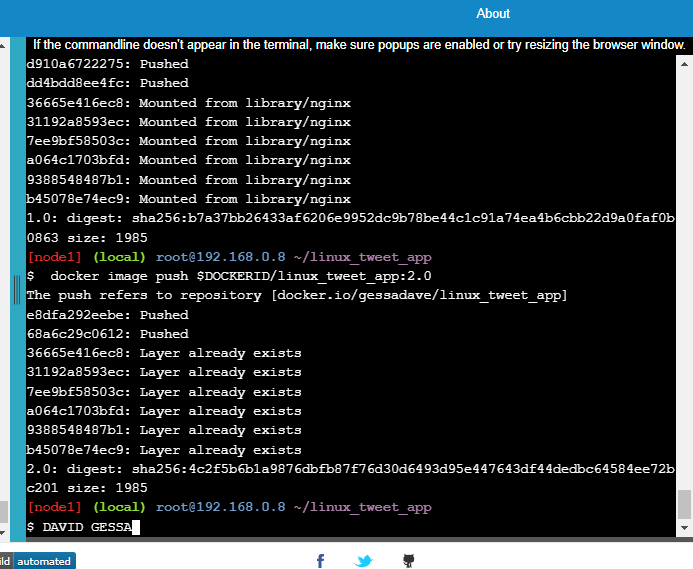 About
If the commandline doesn't appear in the terminal, make sure popups are enabled or try resizing the browser window.
d910a6722275: Pushed
dd4bdd8ee4fc: Pushed
36665e416ec8: Mounted from library/nginx
31192a8593ec: Mounted from library/nginx
7ee9bf58503c: Mounted from library/nginx
a064c1703bfd: Mounted from library/nginx
9388548487b1: Mounted from library/nginx
b45078e74ec9: Mounted from library/nginx
1.0: digest: sha256:b7a37bb26433af6206e9952dc9b78be44c1c91a74ea4b6cbb22d9a0faf0b
0863 size: 1985
[node1] (local) root@192.168.0.8 ~/linux_tweet_app
$  docker image push $DOCKERID/linux_tweet_app:2.0
The push refers to repository [docker.io/gessadave/linux_tweet_app]
e8dfa292eebe: Pushed
68a6c29c0612: Pushed
36665e416ec8: Layer already exists
31192a8593ec: Layer already exists
7ee9bf58503c: Layer already exists
a064c1703bfd: Layer already exists
9388548487b1: Layer already exists
b45078e74ec9: Layer already exists
2.0: digest: sha256:4c2f5b6b1a9876dbfb87f76d30d6493d95e447643df44dedbc64584ee72b
c201 size: 1985
[node1] (local) root@192.168.0.8 ~/linux_tweet_app
$ DAVID GESSA
ild automated